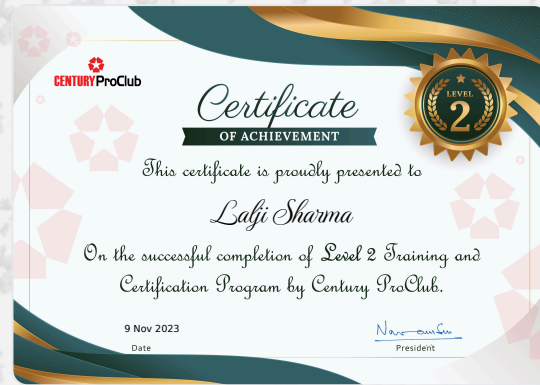 CENTURY ProClub
LEVEL
2
Certificate
OF ACHIEVEMENT
This certificate is proudly presented to
Lalji Sharma
On the successful completion of Level 2 Training and
Certification Program by Century ProClub.
9 Nov 2023
Date
President